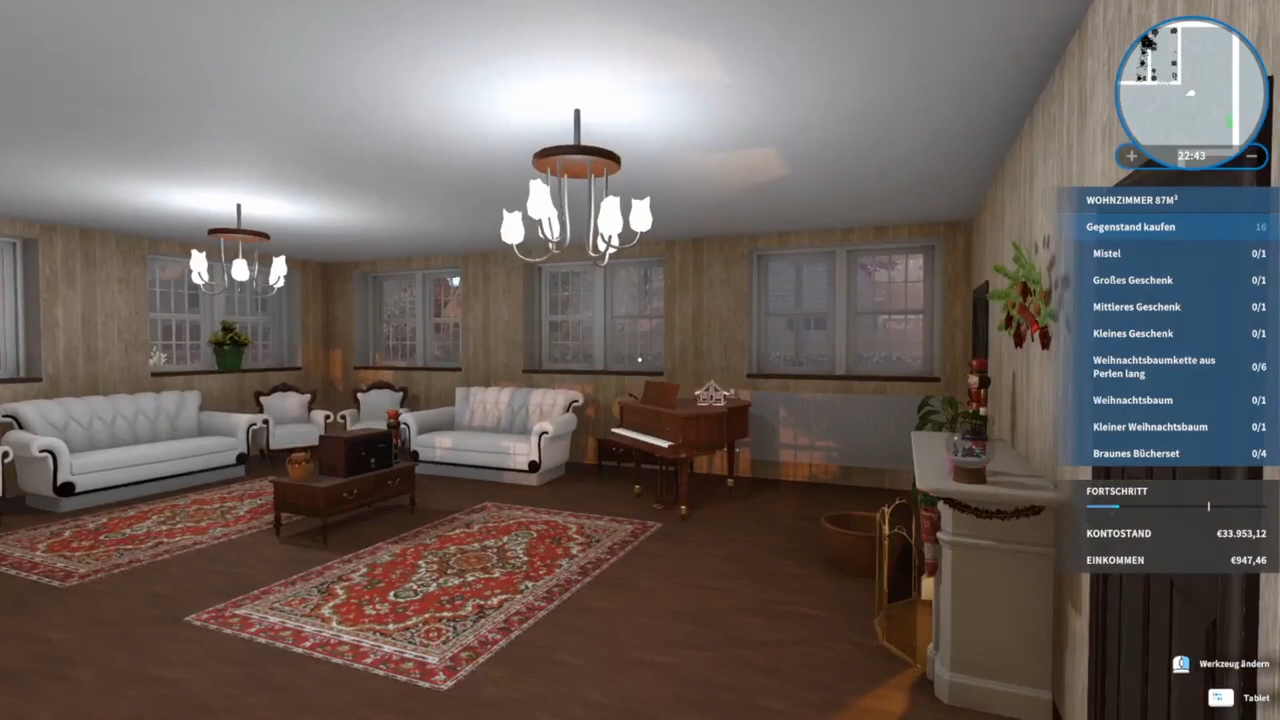 22:43
WOHNZIMMER 87M³
Gegenstand kaufen 16
Mistel 0/1
Großes Geschenk 0/1
Mittleres Geschenk 0/1
Kleines Geschenk 0/1
Weihnachtsbaumkette aus
Perlen lang 0/6
Weihnachtsbaum 0/1
Kleiner Weihnachtsbaum 0/1
Braunes Bücherset 0/4
FORTSCHRITT
KONTOSTAND €33.953,12
EINKOMMEN €947,46
Werkzeug ändern
Tablet